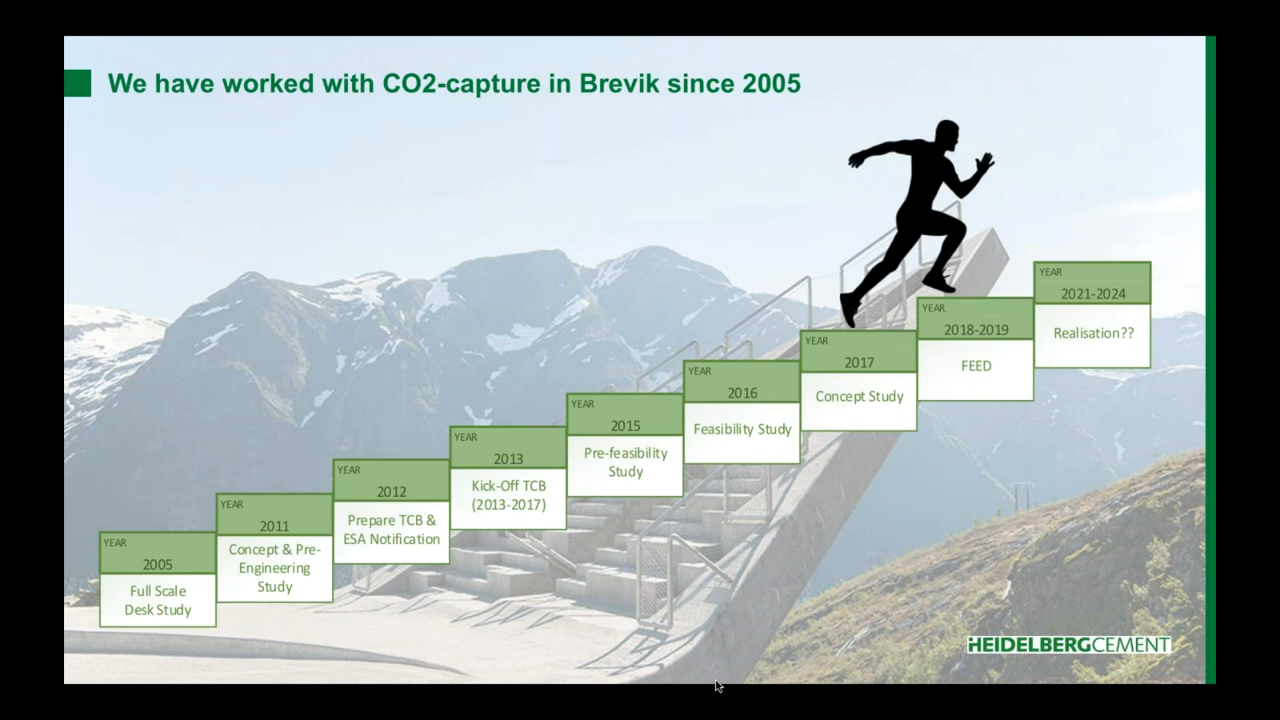 We have worked with CO2-capture in Brevik since 2005
YEAR
2005
Full Scale
Desk Study
YEAR
2011
Concept & Pre-
Engineering
Study
YEAR
2012
Prepare TCB &
ESA Notification
YEAR
2013
Kick-Off TCB
(2013-2017)
YEAR
2015
Pre-feasibility
Study
YEAR
2016
Feasibility Study
YEAR
2017
Concept Study
YEAR
2018-2019
FEED
YEAR
2021-2024
Realisation??
HEIDELBERGCEMENT